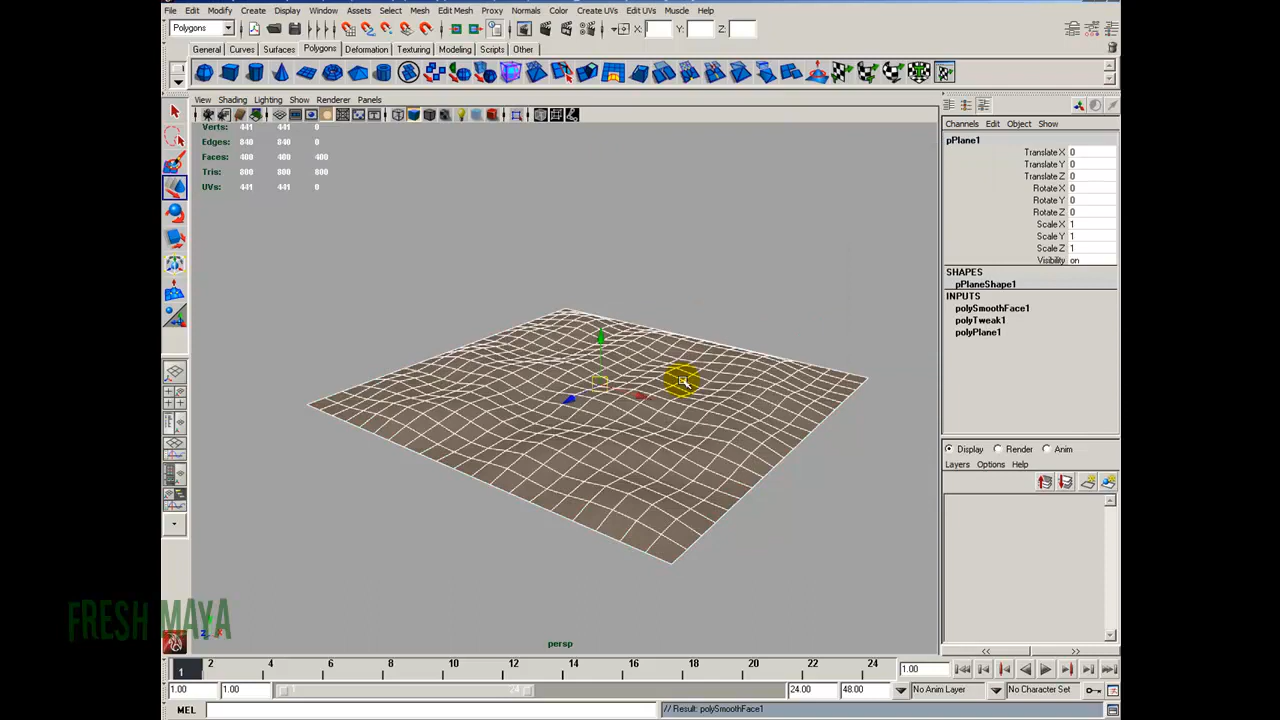 File Edit Modify Create Display Window Assets Select Mesh Edit Mesh Proxy Normals Color Create UVs Edit UVs Muscle Help
Polygons X: Y: Z:
General Curves Surfaces Polygons Deformation Texturing Modeling Scripts Other
View Shading Lighting Show Renderer Panels
Channels Edit Object Show
Verts: 441 441 0
Edges: 840 840 0
Faces: 400 400 400
Tris: 800 800 800
UVs: 441 441 0
pPlane1
Translate X 0
Translate Y 0
Translate Z 0
Rotate X 0
Rotate Y 0
Rotate Z 0
Scale X 1
Scale Y 1
Scale Z 1
Visibility on
SHAPES
pPlaneShape1
INPUTS
polySmoothFace1
polyTweak1
polyPlane1
Display Render Anim
Layers Options Help
FRESH MAYA
persp
1 2 4 6 8 10 12 14 16 18 20 22 24 1.00
1.00 1.00 24 24.00 48.00 No Anim Layer No Character Set
MEL // Result: polySmoothFace1